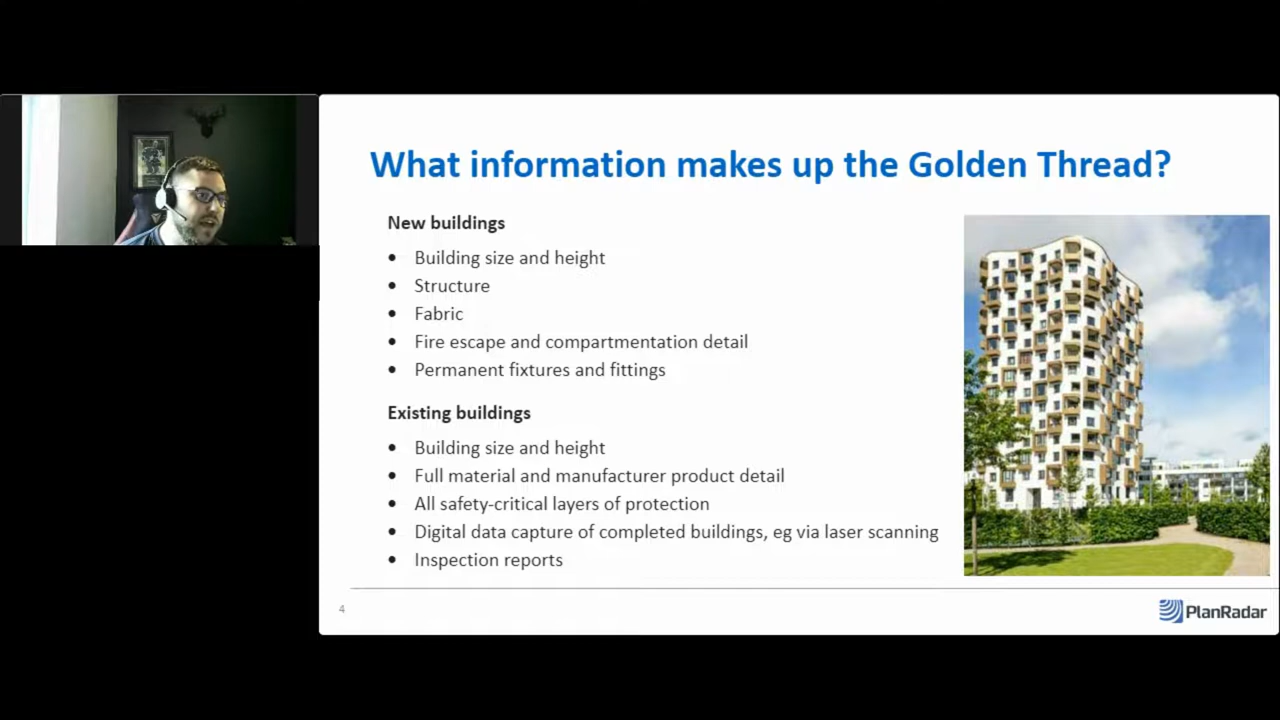 What information makes up the Golden Thread?
New buildings
• Building size and height
• Structure
• Fabric
• Fire escape and compartmentation detail
• Permanent fixtures and fittings
Existing buildings
• Building size and height
• Full material and manufacturer product detail
• All safety-critical layers of protection
• Digital data capture of completed buildings, eg via laser scanning
• Inspection reports
4
PlanRadar